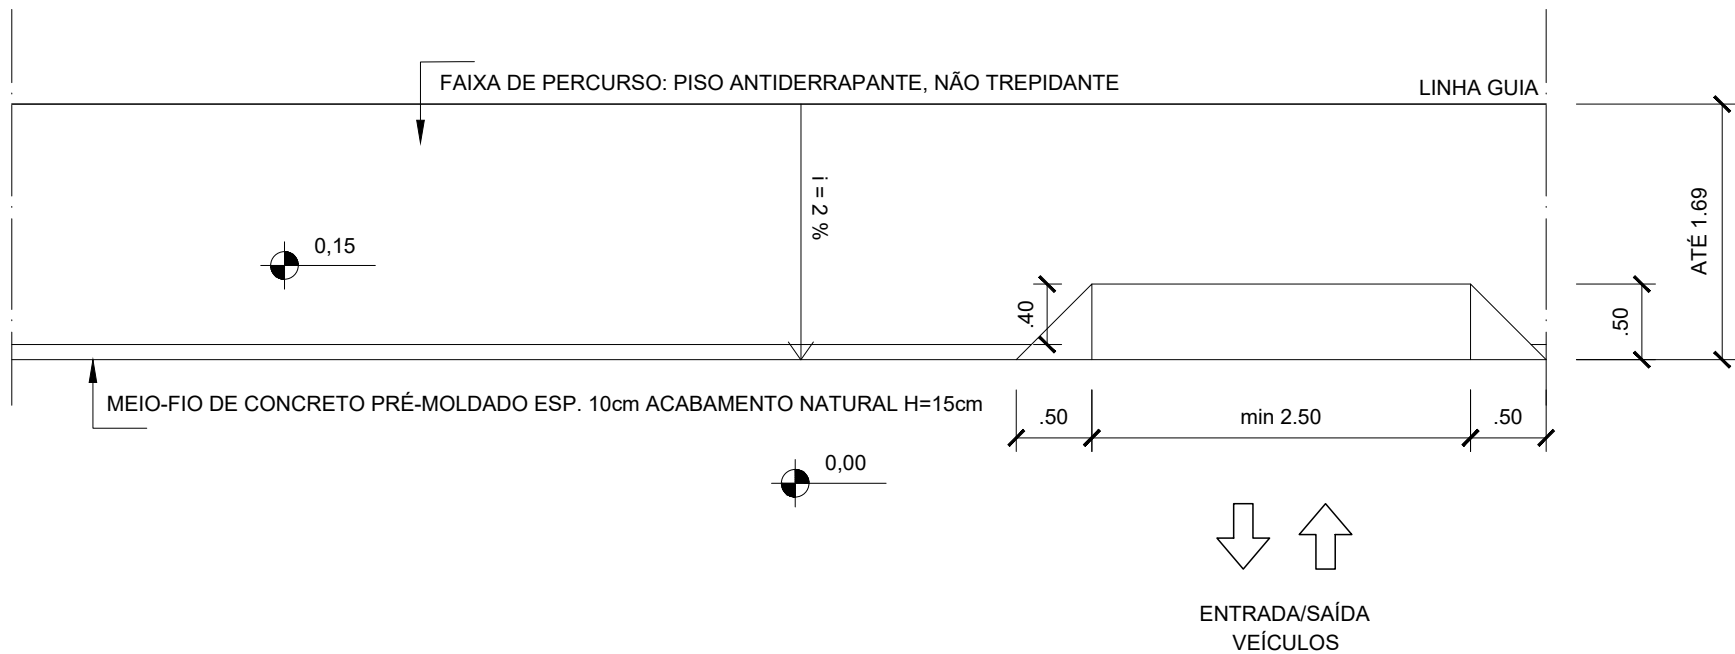 FAIXA DE PERCURSO: PISO ANTIDERRAPANTE, NÃO TREPIDANTE
LINHA GUIA
i = 2 %
0,15
ATÉ 1.69
.40
.50
MEIO-FIO DE CONCRETO PRÉ-MOLDADO ESP. 10cm ACABAMENTO NATURAL H=15cm
.50
min 2.50
.50
0,00
ENTRADA/SAÍDA
VEÍCULOS